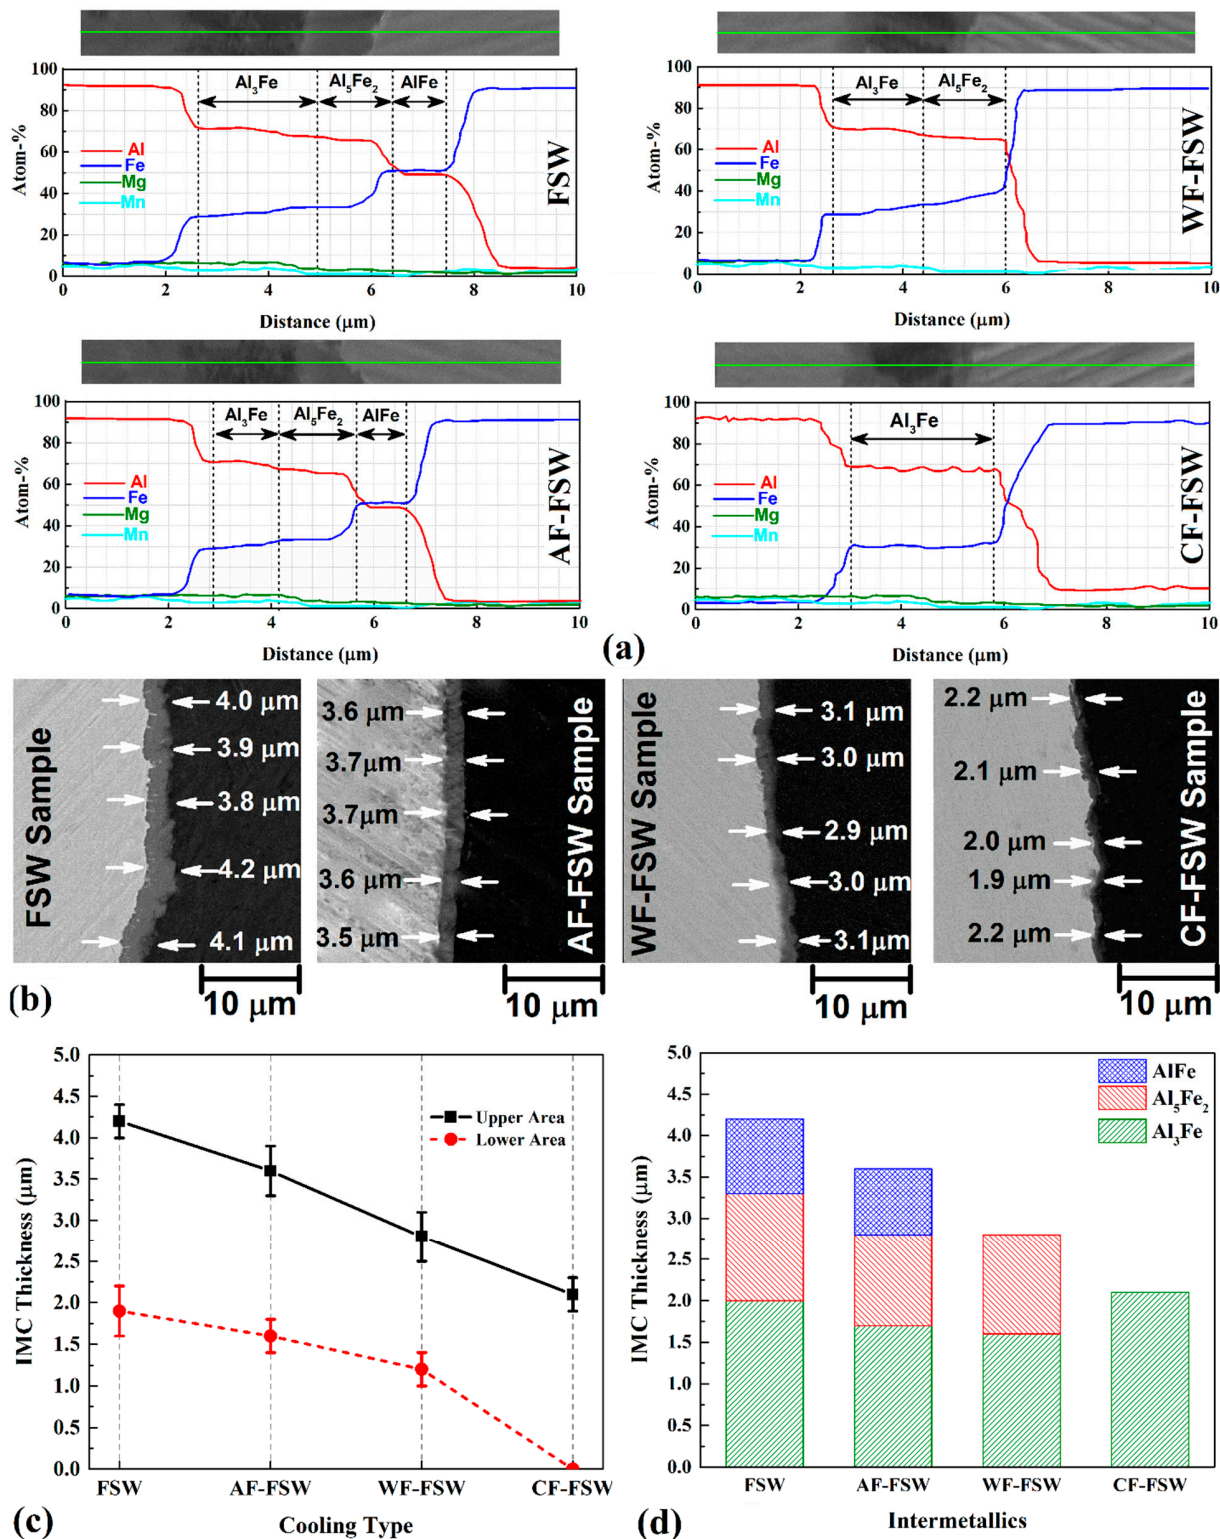 Al3Fe Al5Fe2 AlFe
100
80
60
40
20
0
Atom-%
Al
Fe
Mg
Mn
FSW
0 2 4 6 8 10
Distance (μm)
Al3Fe Al5Fe2
100
80
60
40
20
0
Atom-%
Al
Fe
Mg
Mn
WF-FSW
0 2 4 6 8 10
Distance (μm)
Al3Fe Al5Fe2 AlFe
100
80
60
40
20
0
Atom-%
Al
Fe
Mg
Mn
AF-FSW
0 2 4 6 8 10
Distance (μm)
Al3Fe
100
80
60
40
20
0
Atom-%
Al
Fe
Mg
Mn
CF-FSW
0 2 4 6 8 10
Distance (μm)
(a)
FSW Sample
4.0 μm
3.9 μm
3.8 μm
4.2 μm
4.1 μm
10 μm
3.6 μm
3.7μm
3.7μm
3.6 μm
3.5 μm
AF-FSW Sample
10 μm
WF-FSW Sample
3.1 μm
3.0 μm
2.9 μm
3.0 μm
3.1μm
10 μm
2.2 μm
2.1 μm
2.0 μm
1.9 μm
2.2 μm
CF-FSW Sample
10 μm
(b)
5.0
4.5
4.0
3.5
3.0
2.5
2.0
1.5
1.0
0.5
0.0
IMC Thickness (μm)
Upper Area
Lower Area
FSW AF-FSW WF-FSW CF-FSW
Cooling Type
(c)
5.0
4.5
4.0
3.5
3.0
2.5
2.0
1.5
1.0
0.5
0.0
IMC Thickness (μm)
AlFe
Al5Fe2
Al3Fe
FSW AF-FSW WF-FSW CF-FSW
Intermetallics
(d)